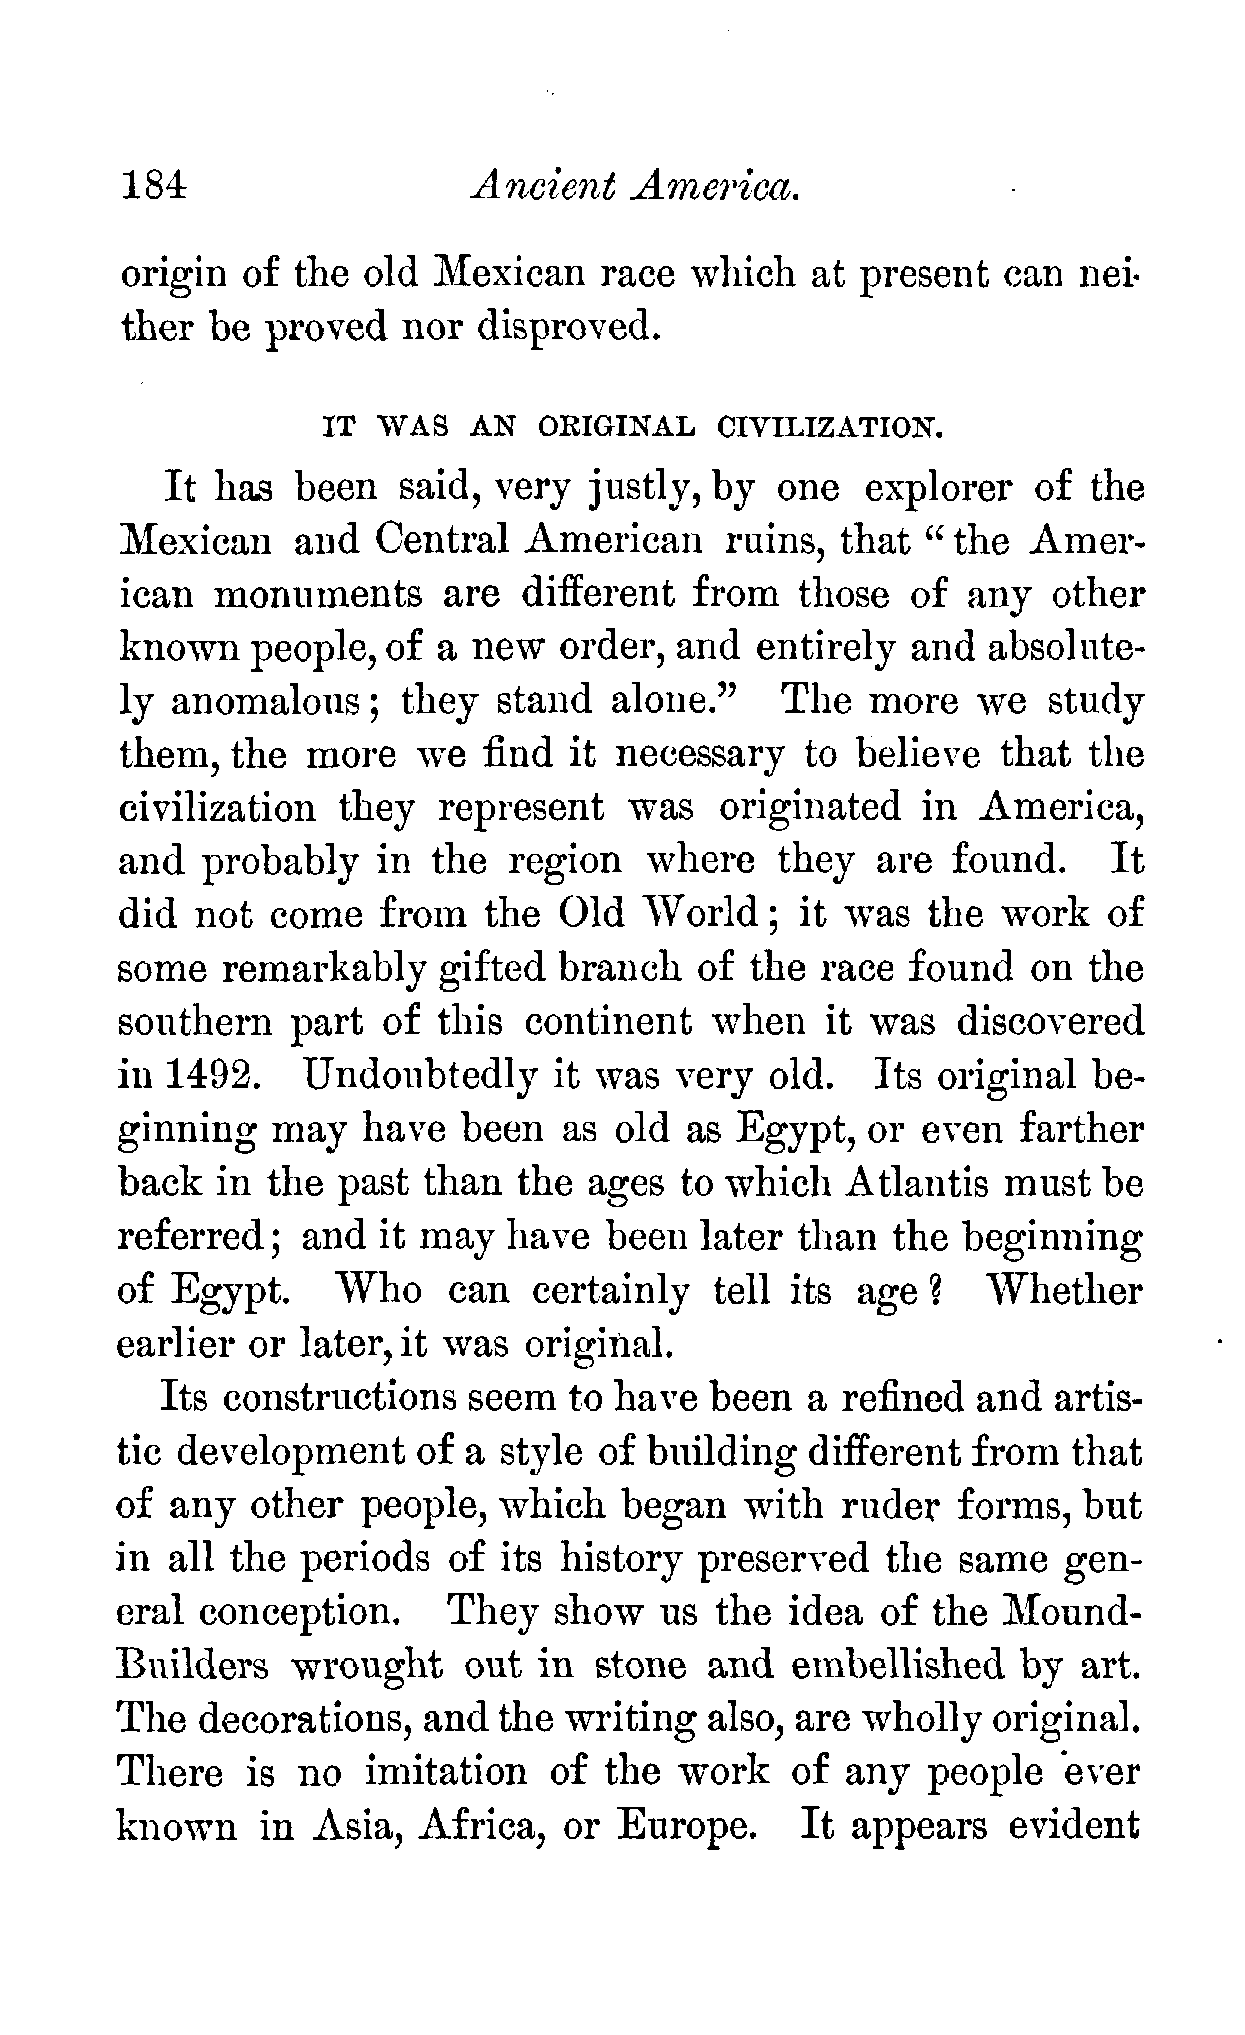 184 Ancient America.
origin of the old Mexican race which at present can nei-
ther be proved nor disproved.
IT WAS AN ORIGINAL CIVILIZATION.
It has been said, very justly, by one explorer of the
Mexican and Central American ruins, that “the Amer-
ican monuments are different from those of any other
known people, of a new order, and entirely and absolute-
ly anomalous; they stand alone.” The more we study
them, the more we find it necessary to believe that the
civilization they represent was originated in America,
and probably in the region where they are found. It
did not come from the Old World; it was the work of
some remarkably gifted branch of the race found on the
southern part of this continent when it was discovered
in 1492. Undoubtedly it was very old. Its original be-
ginning may have been as old as Egypt, or even farther
back in the past than the ages to which Atlantis must be
referred; and it may have been later than the beginning
of Egypt. Who can certainly tell its age? Whether
earlier or later, it was original.
Its constructions seem to have been a refined and artis-
tic development of a style of building different from that
of any other people, which began with ruder forms, but
in all the periods of its history preserved the same gen-
eral conception. They show us the idea of the Mound-
Builders wrought out in stone and embellished by art.
The decorations, and the writing also, are wholly original.
There is no imitation of the work of any people ever
known in Asia, Africa, or Europe. It appears evident